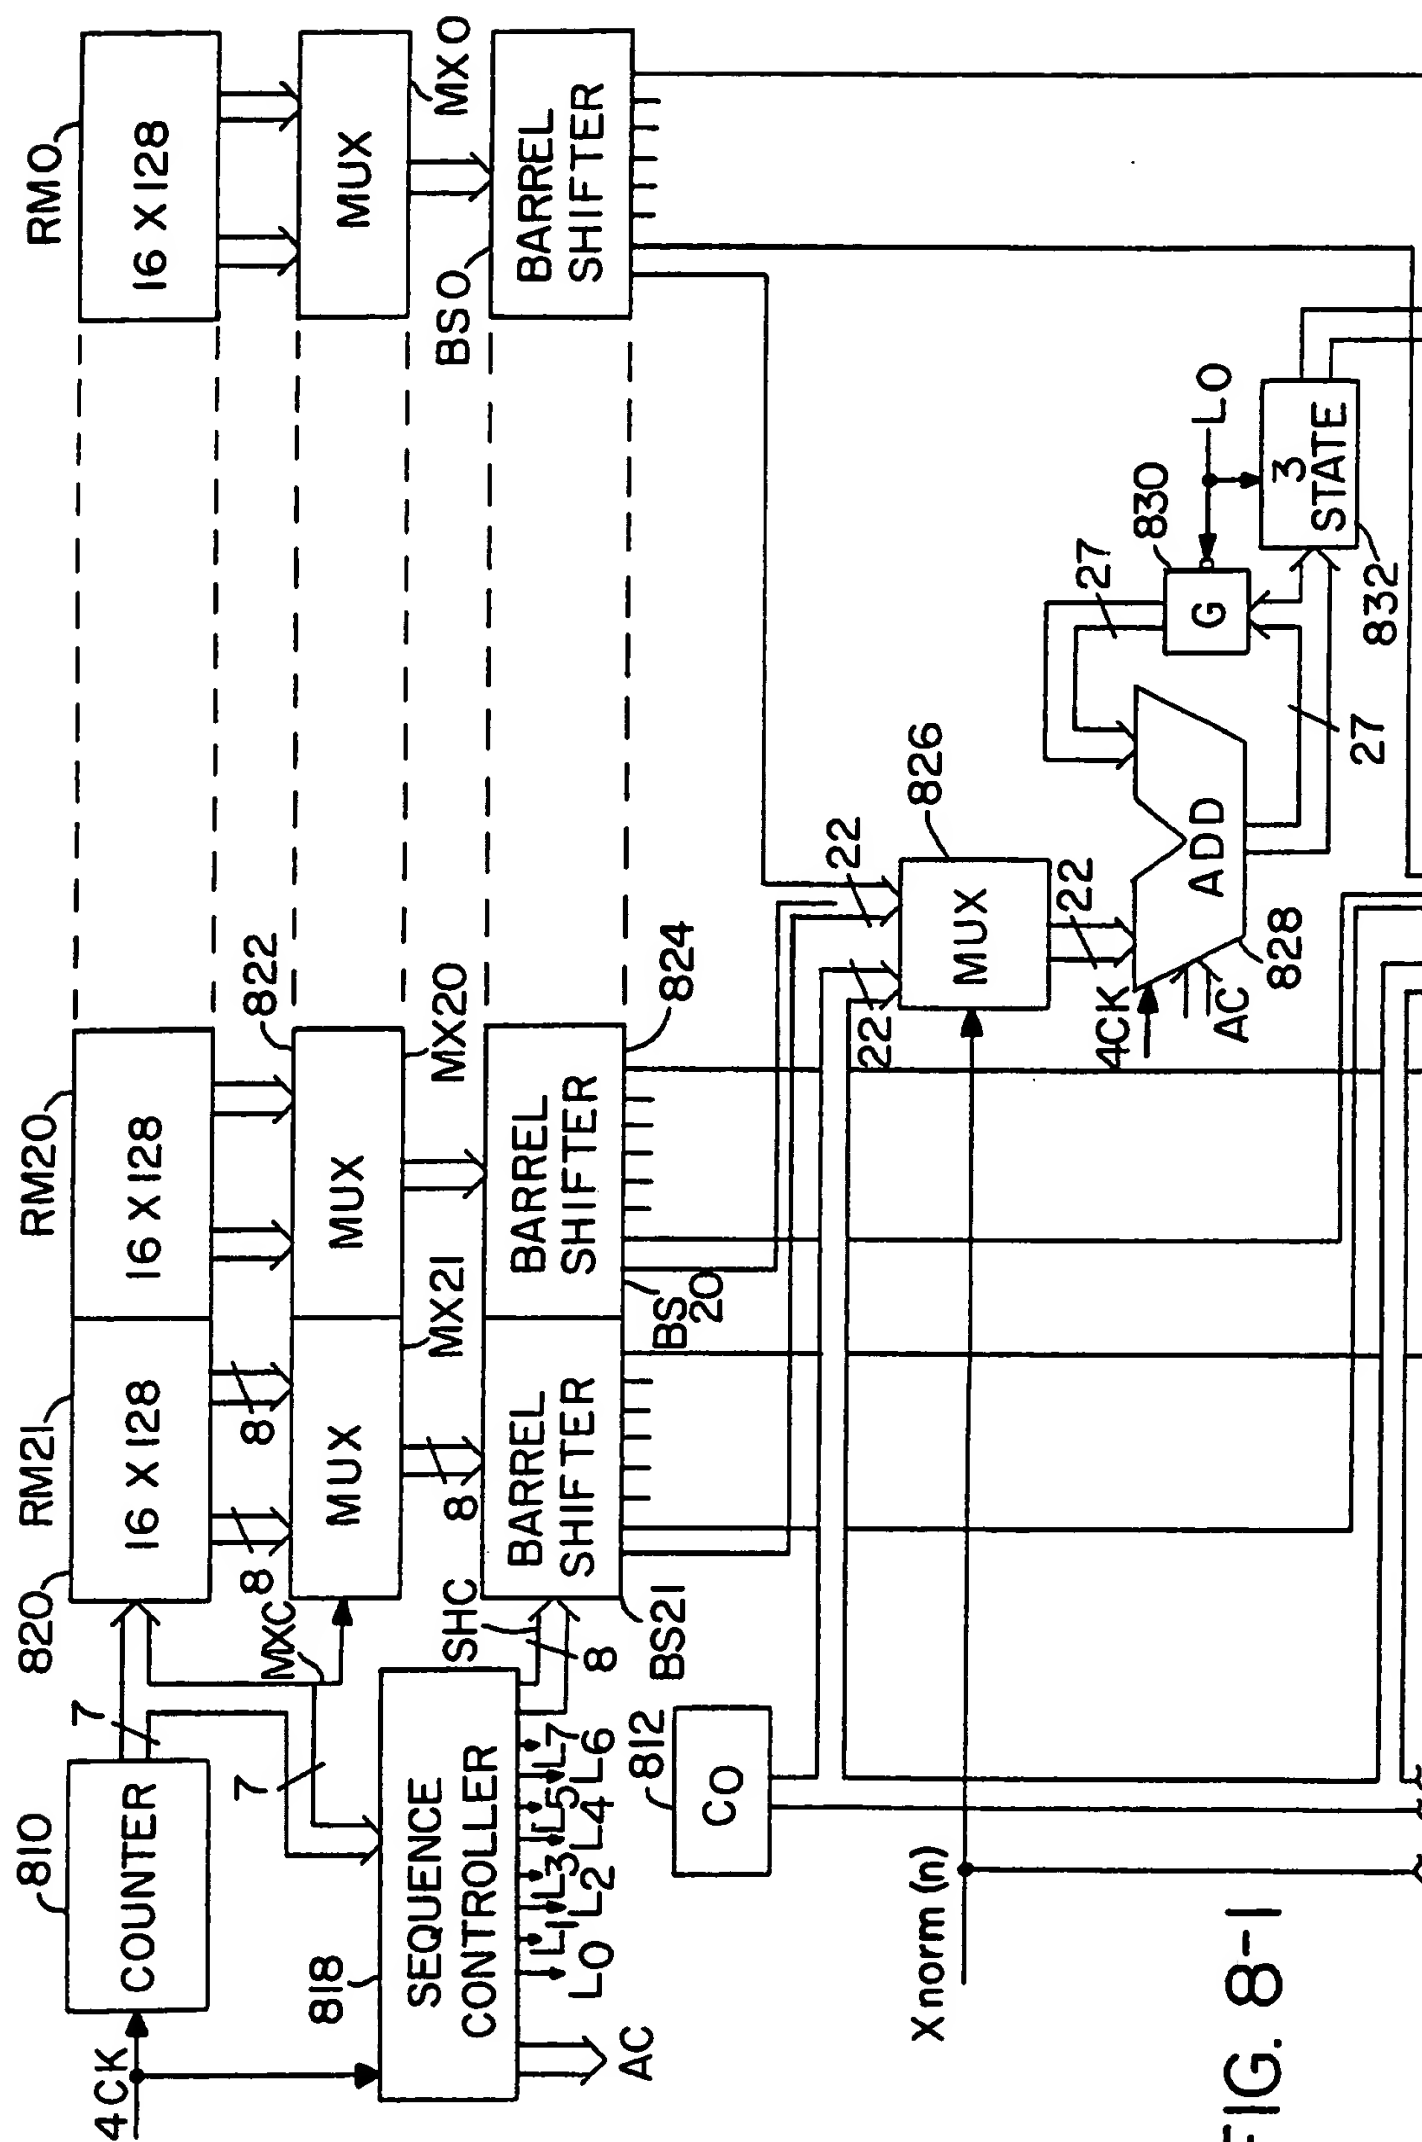 4CK
810
COUNTER
7
820
RM21
16 X 128
RM20
16 X 128
RM0
16 X 128
7
MXC
8
8
822
MUX
MX21
MUX
MX20
MUX
MX0
818
SEQUENCE
CONTROLLER
AC
L0
L1
L2
L3
L4
L5
L6
L7
SHC
8
8
BARREL
SHIFTER
BS21
BARREL
SHIFTER
BS
20
824
BS0
BARREL
SHIFTER
812
C0
22
22
826
MUX
X norm (n)
22
4CK
AC
ADD
828
27
27
830
G
L0
3
STATE
832
FIG. 8-1